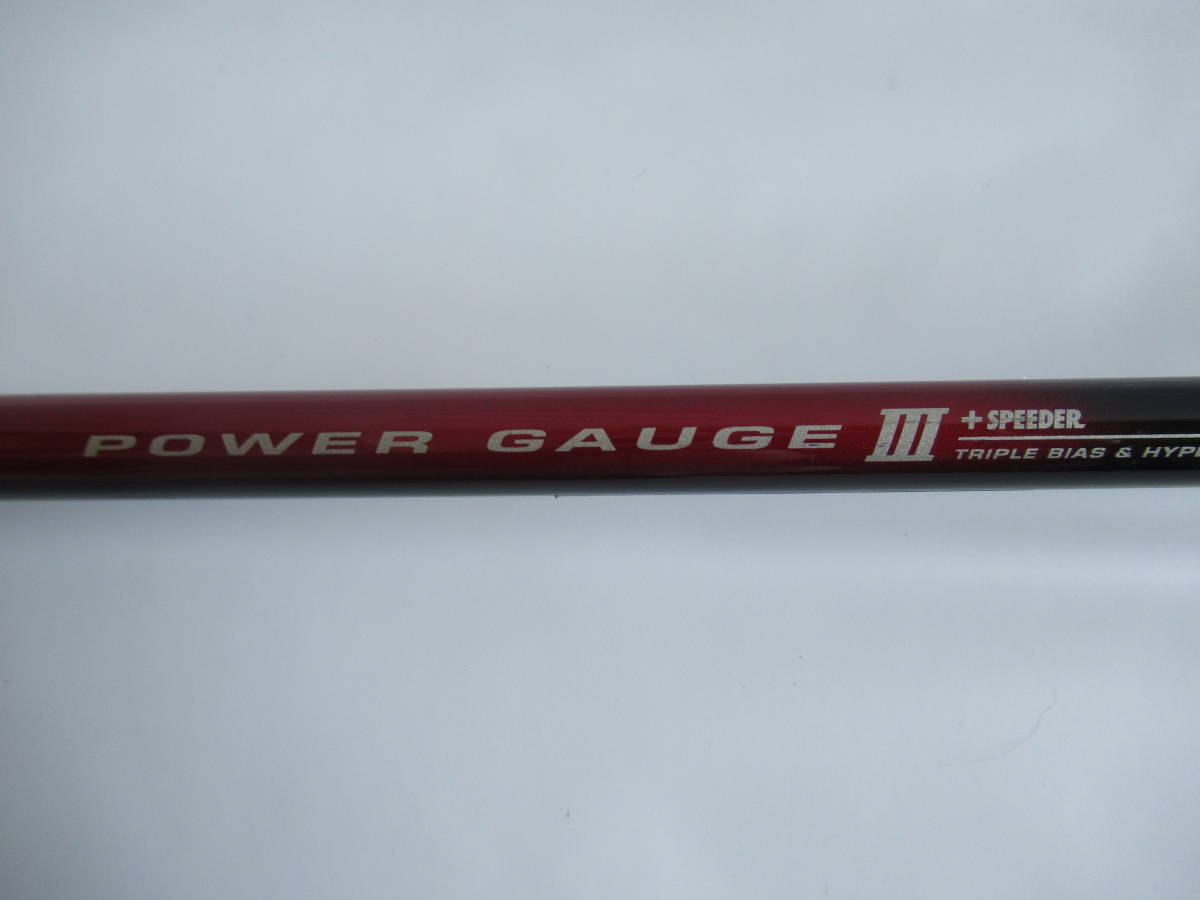 POWER GAUGE III
+ SPEEDER
TRIPLE BIAS & HYP